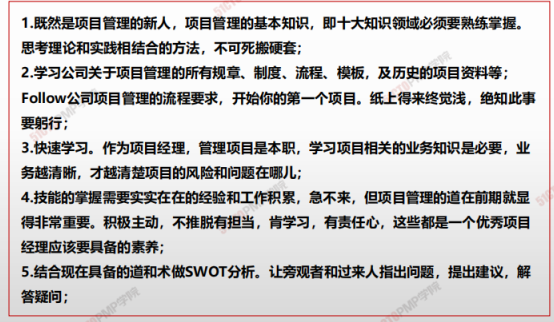 1.既然是项目管理的新人，项目管理的基本知识，即十大知识领域必须要熟练掌握。
思考理论和实践相结合的方法，不可死搬硬套；
2.学习公司关于项目管理的所有规章、制度、流程、模板，及历史的项目资料等；
Follow公司项目管理的流程要求，开始你的第一个项目。纸上得来终觉浅，绝知此事
要躬行；
3.快速学习。作为项目经理，管理项目是本职，学习项目相关的业务知识是必要，业
务越清晰，才越清楚项目的风险和问题在哪儿；
4.技能的掌握需要实实在在的经验和工作积累，急不来，但项目管理的道在前期就显
得非常重要。积极主动，不推脱有担当，肯学习，有责任心，这些都是一个优秀项目
经理应该要具备的素养；
5.结合现在具备的道和术做SWOT分析。让旁观者和过来人指出问题，提出建议，解
答疑问；